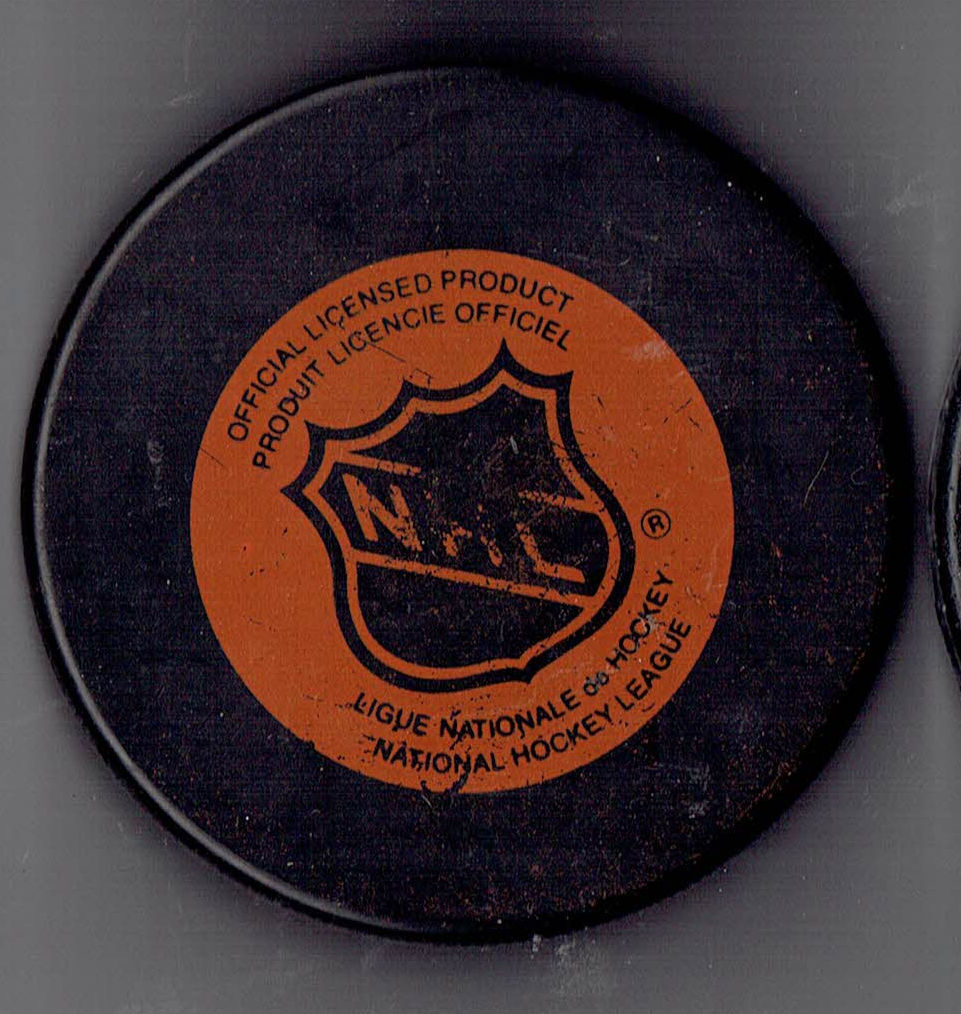 OFFICIAL LICENSED PRODUCT
PRODUIT LICENCIE OFFICIEL
NHL
®
LIGUE NATIONALE de HOCKEY
NATIONAL HOCKEY LEAGUE